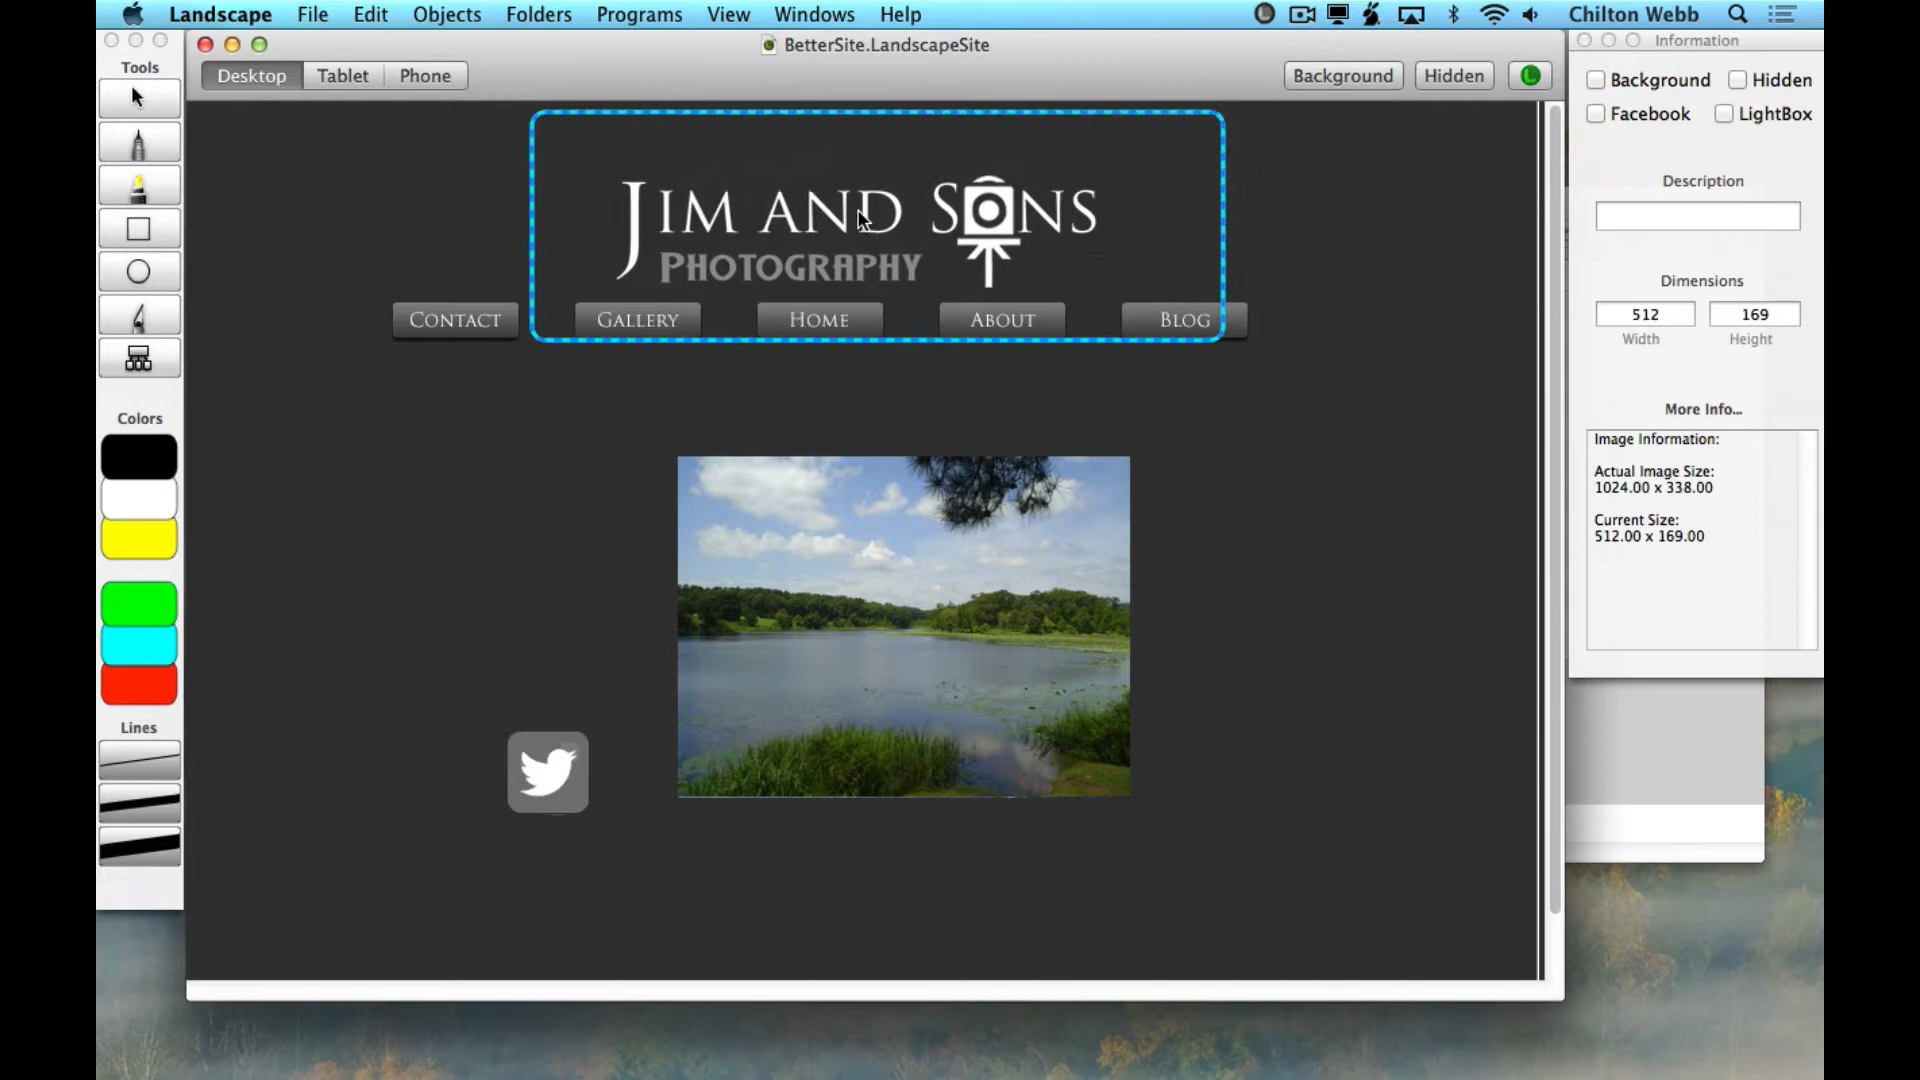 Landscape File Edit Objects Folders Programs View Windows Help Chilton Webb
BetterSite.LandscapeSite
Information
Tools
Desktop Tablet Phone
Background Hidden
Background Hidden
Facebook LightBox
Description
Jim and Sons
Photography
Contact Gallery Home About Blog
Dimensions
512 169
Width Height
Colors
More Info...
Image Information:
Actual Image Size:
1024.00 x 338.00
Current Size:
512.00 x 169.00
Lines